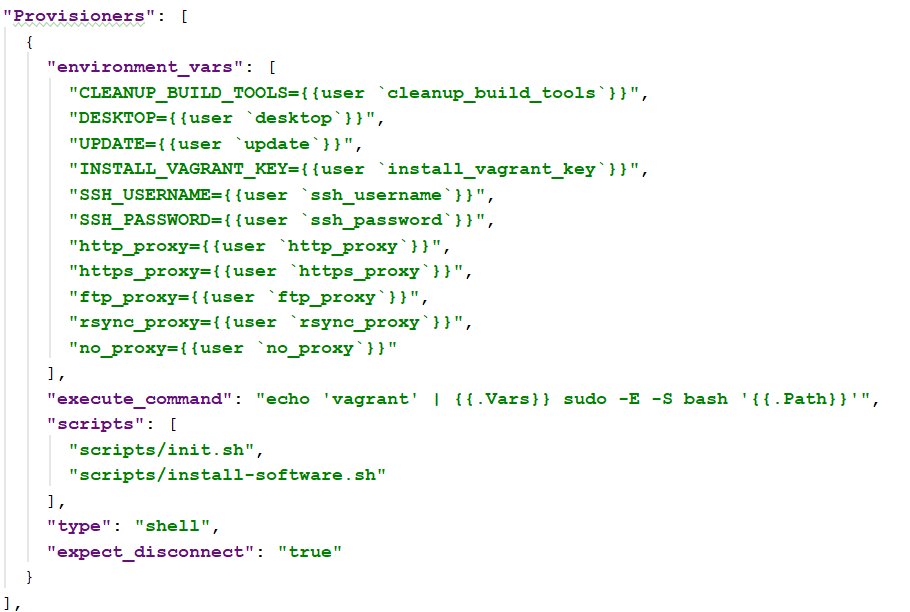 "Provisioners": [
{
"environment_vars": [
"CLEANUP_BUILD_TOOLS={{user `cleanup_build_tools`}}",
"DESKTOP={{user `desktop`}}",
"UPDATE={{user `update`}}",
"INSTALL_VAGRANT_KEY={{user `install_vagrant_key`}}",
"SSH_USERNAME={{user `ssh_username`}}",
"SSH_PASSWORD={{user `ssh_password`}}",
"http_proxy={{user `http_proxy`}}",
"https_proxy={{user `https_proxy`}}",
"ftp_proxy={{user `ftp_proxy`}}",
"rsync_proxy={{user `rsync_proxy`}}",
"no_proxy={{user `no_proxy`}}"
],
"execute_command": "echo 'vagrant' | {{.Vars}} sudo -E -S bash '{{.Path}}'",
"scripts": [
"scripts/init.sh",
"scripts/install-software.sh"
],
"type": "shell",
"expect_disconnect": "true"
}
],